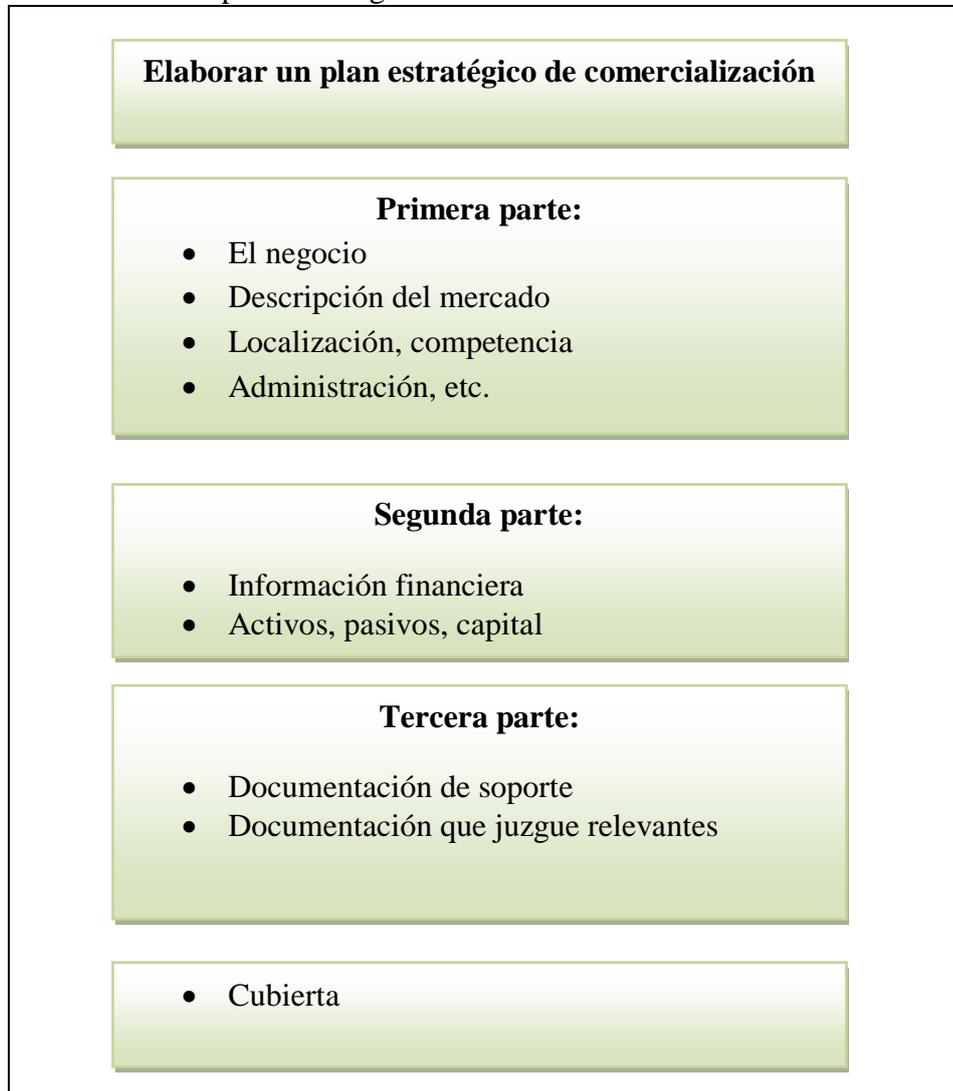 Elaborar un plan estratégico de comercialización
Primera parte:
• El negocio
• Descripción del mercado
• Localización, competencia
• Administración, etc.
Segunda parte:
• Información financiera
• Activos, pasivos, capital
Tercera parte:
• Documentación de soporte
• Documentación que juzgue relevantes
• Cubierta